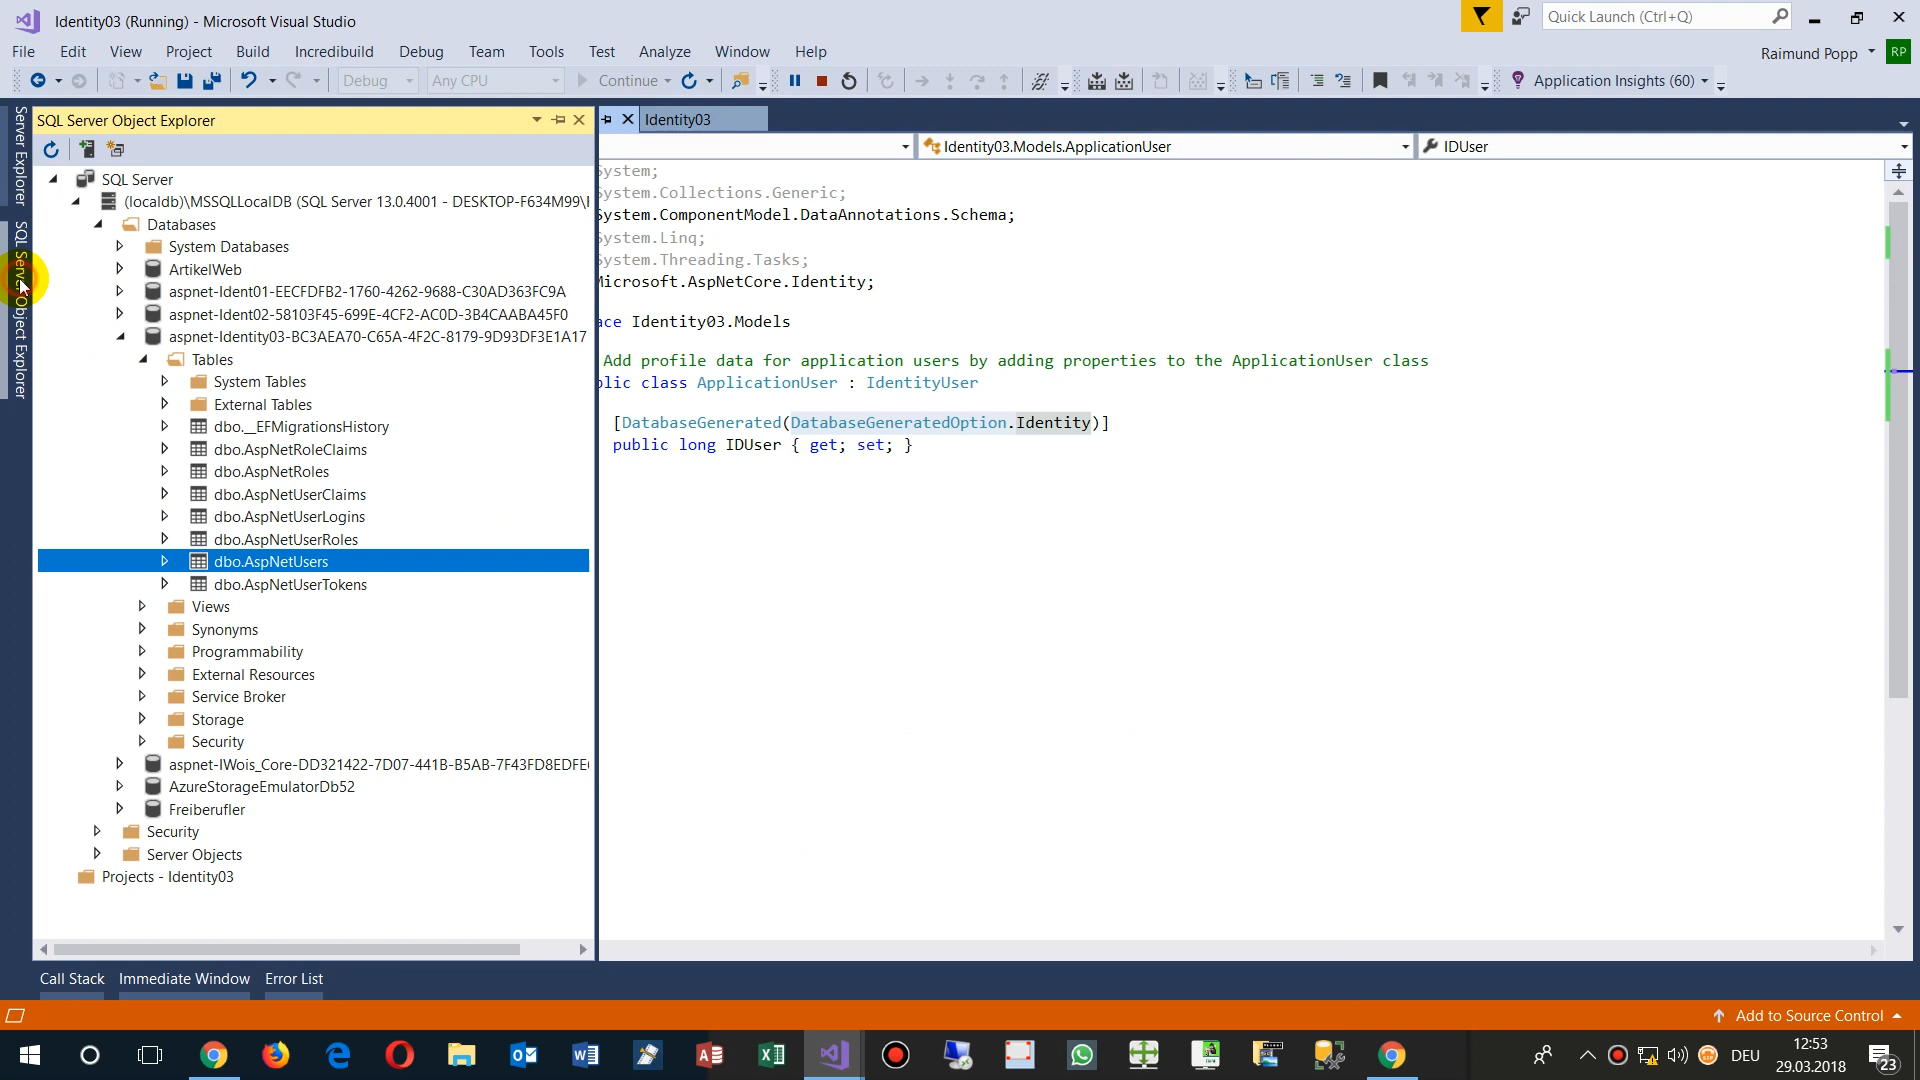 Identity03 (Running) - Microsoft Visual Studio
Quick Launch (Ctrl+Q)
File Edit View Project Build Incredibuild Debug Team Tools Test Analyze Window Help
Raimund Popp RP
Debug Any CPU Continue Application Insights (60)
Server Explorer
SQL Server Object Explorer
SQL Server Object Explorer
Identity03
Identity03.Models.ApplicationUser
IDUser
SQL Server
(localdb)\MSSQLLocalDB (SQL Server 13.0.4001 - DESKTOP-F634M99\
Databases
System Databases
ArtikelWeb
aspnet-Ident01-EECFDFB2-1760-4262-9688-C30AD363FC9A
aspnet-Ident02-58103F45-699E-4CF2-AC0D-3B4CAABA45F0
aspnet-Identity03-BC3AEA70-C65A-4F2C-8179-9D93DF3E1A17
Tables
System Tables
External Tables
dbo.__EFMigrationsHistory
dbo.AspNetRoleClaims
dbo.AspNetRoles
dbo.AspNetUserClaims
dbo.AspNetUserLogins
dbo.AspNetUserRoles
dbo.AspNetUsers
dbo.AspNetUserTokens
Views
Synonyms
Programmability
External Resources
Service Broker
Storage
Security
aspnet-IWois_Core-DD321422-7D07-441B-B5AB-7F43FD8EDFE
AzureStorageEmulatorDb52
Freiberufler
Security
Server Objects
Projects - Identity03
System;
System.Collections.Generic;
System.ComponentModel.DataAnnotations.Schema;
System.Linq;
System.Threading.Tasks;
Microsoft.AspNetCore.Identity;
ace Identity03.Models
Add profile data for application users by adding properties to the ApplicationUser class
blic class ApplicationUser : IdentityUser
[DatabaseGenerated(DatabaseGeneratedOption.Identity)]
public long IDUser { get; set; }
Call Stack Immediate Window Error List
Add to Source Control
DEU
12:53
29.03.2018
23